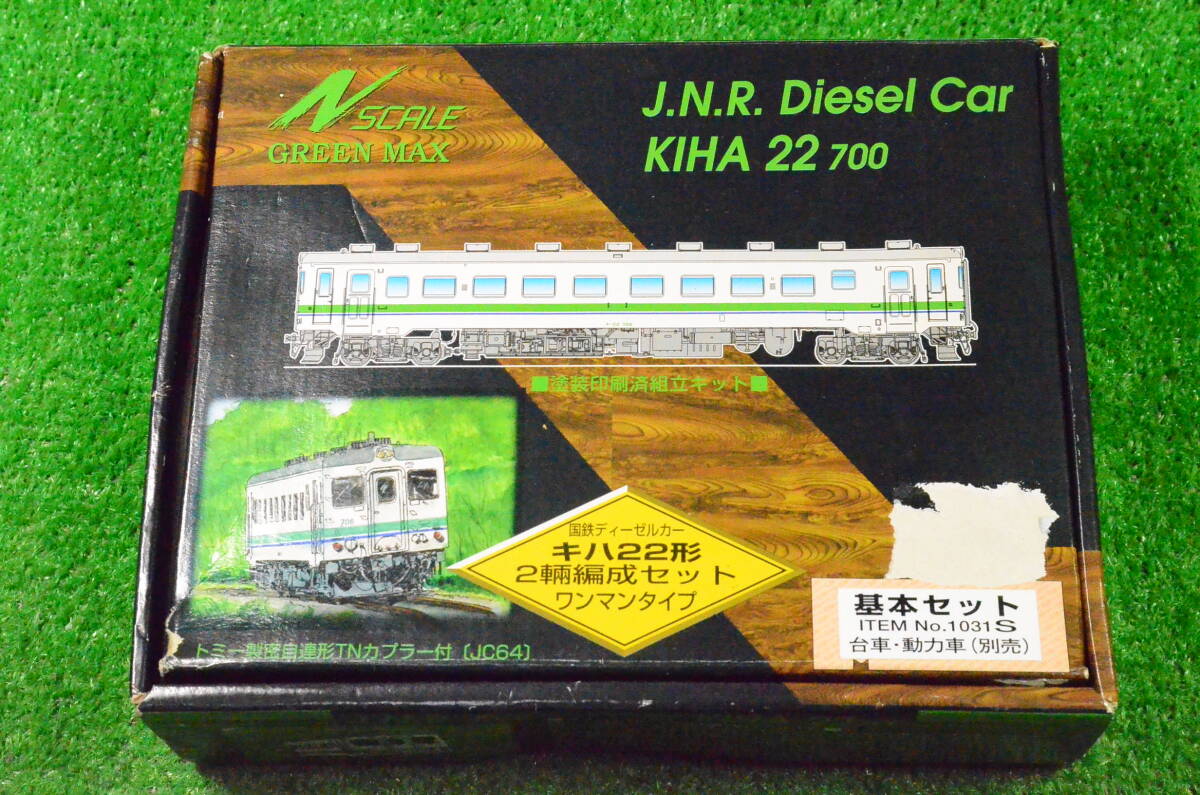 N SCALE
GREEN MAX
J.N.R. Diesel Car
KIHA 22 700
■塗装印刷済組立キット■
706
国鉄ディーゼルカー
キハ22形
2輌編成セット
ワンマンタイプ
基本セット
ITEM No.1031S
台車・動力車(別売)
トミー製密自連形TNカプラー付〔JC64〕